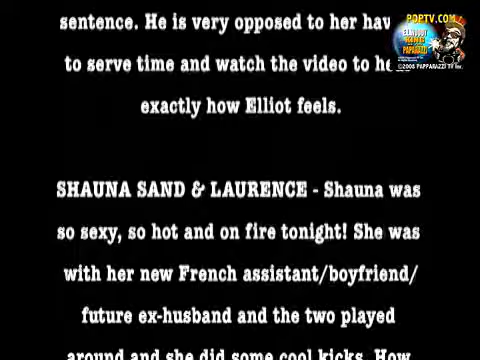 sentence. He is very opposed to her hav
to serve time and watch the video to he
exactly how Elliot feels.
SHAUNA SAND & LAURENCE - Shauna was
so sexy, so hot and on fire tonight! She was
with her new French assistant/boyfriend/
future ex-husband and the two played
around and she did some cool kicks. How
POPTV.COM
PAPARAZZI
©2008 PAPPARAZZI TV Inc.